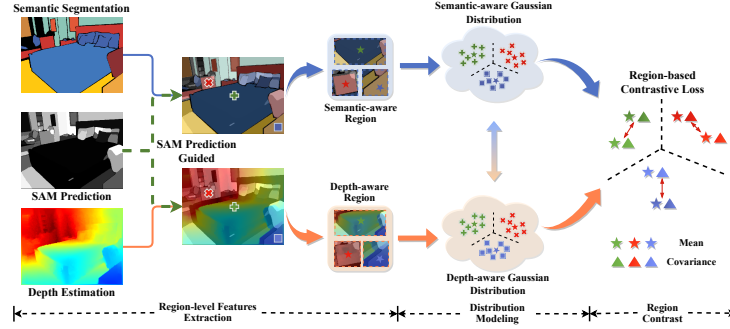 Semantic Segmentation
SAM Prediction
Depth Estimation
SAM Prediction
Guided
Semantic-aware
Region
Depth-aware
Region
Semantic-aware Gaussian
Distribution
Depth-aware Gaussian
Distribution
Region-based
Contrastive Loss
Mean
Covariance
Region-level Features
Extraction
Distribution
Modeling
Region
Contrast